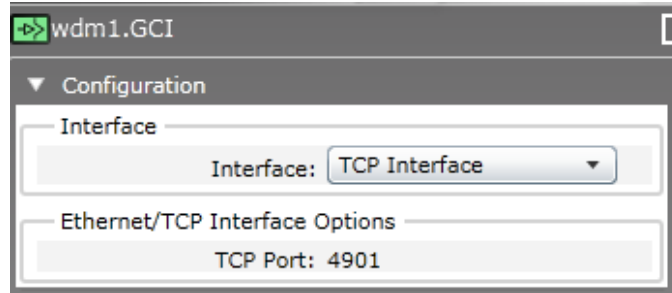 wdm1.GCI
Configuration
Interface
Interface: TCP Interface
Ethernet/TCP Interface Options
TCP Port: 4901